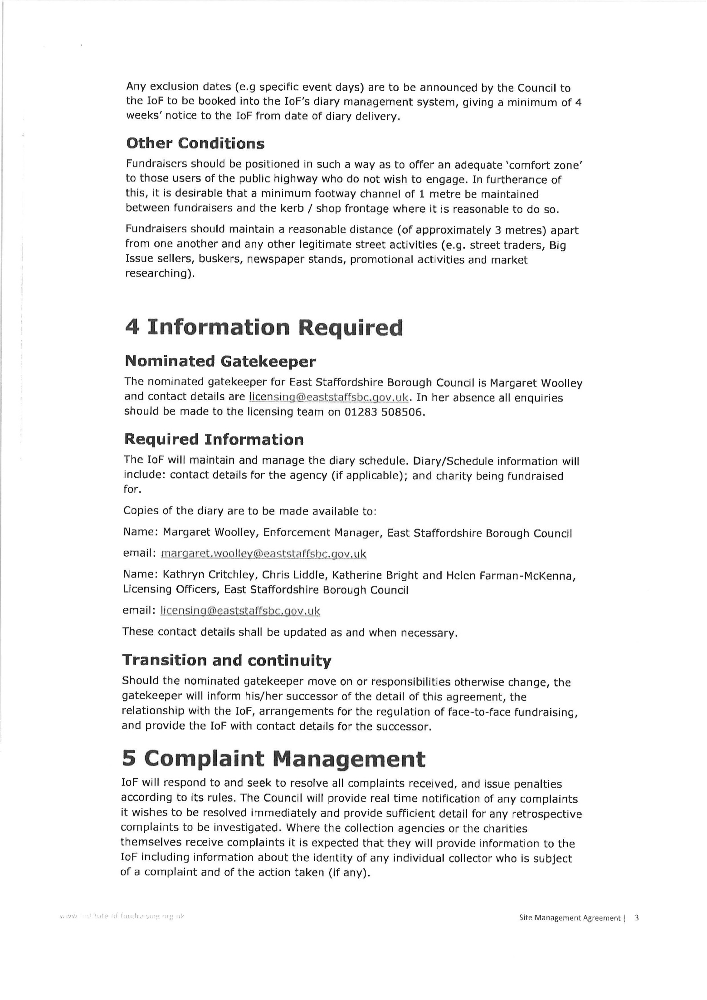 Any exclusion dates (e.g specific event days) are to be announced by the Council to
the IoF to be booked into the IoF's diary management system, giving a minimum of 4
weeks' notice to the IoF from date of diary delivery.
Other Conditions
Fundraisers should be positioned in such a way as to offer an adequate 'comfort zone'
to those users of the public highway who do not wish to engage. In furtherance of
this, it is desirable that a minimum footway channel of 1 metre be maintained
between fundraisers and the kerb / shop frontage where it is reasonable to do so.
Fundraisers should maintain a reasonable distance (of approximately 3 metres) apart
from one another and any other legitimate street activities (e.g. street traders, Big
Issue sellers, buskers, newspaper stands, promotional activities and market
researching).
4 Information Required
Nominated Gatekeeper
The nominated gatekeeper for East Staffordshire Borough Council is Margaret Woolley
and contact details are licensing@eaststaffsbc.gov.uk. In her absence all enquiries
should be made to the licensing team on 01283 508506.
Required Information
The IoF will maintain and manage the diary schedule. Diary/Schedule information will
include: contact details for the agency (if applicable); and charity being fundraised
for.
Copies of the diary are to be made available to:
Name: Margaret Woolley, Enforcement Manager, East Staffordshire Borough Council
email: margaret.woolley@eaststaffsbc.gov.uk
Name: Kathryn Critchley, Chris Liddle, Katherine Bright and Helen Farman-McKenna,
Licensing Officers, East Staffordshire Borough Council
email: licensing@eaststaffsbc.gov.uk
These contact details shall be updated as and when necessary.
Transition and continuity
Should the nominated gatekeeper move on or responsibilities otherwise change, the
gatekeeper will inform his/her successor of the detail of this agreement, the
relationship with the IoF, arrangements for the regulation of face-to-face fundraising,
and provide the IoF with contact details for the successor.
5 Complaint Management
IoF will respond to and seek to resolve all complaints received, and issue penalties
according to its rules. The Council will provide real time notification of any complaints
it wishes to be resolved immediately and provide sufficient detail for any retrospective
complaints to be investigated. Where the collection agencies or the charities
themselves receive complaints it is expected that they will provide information to the
IoF including information about the identity of any individual collector who is subject
of a complaint and of the action taken (if any).
Site Management Agreement | 3